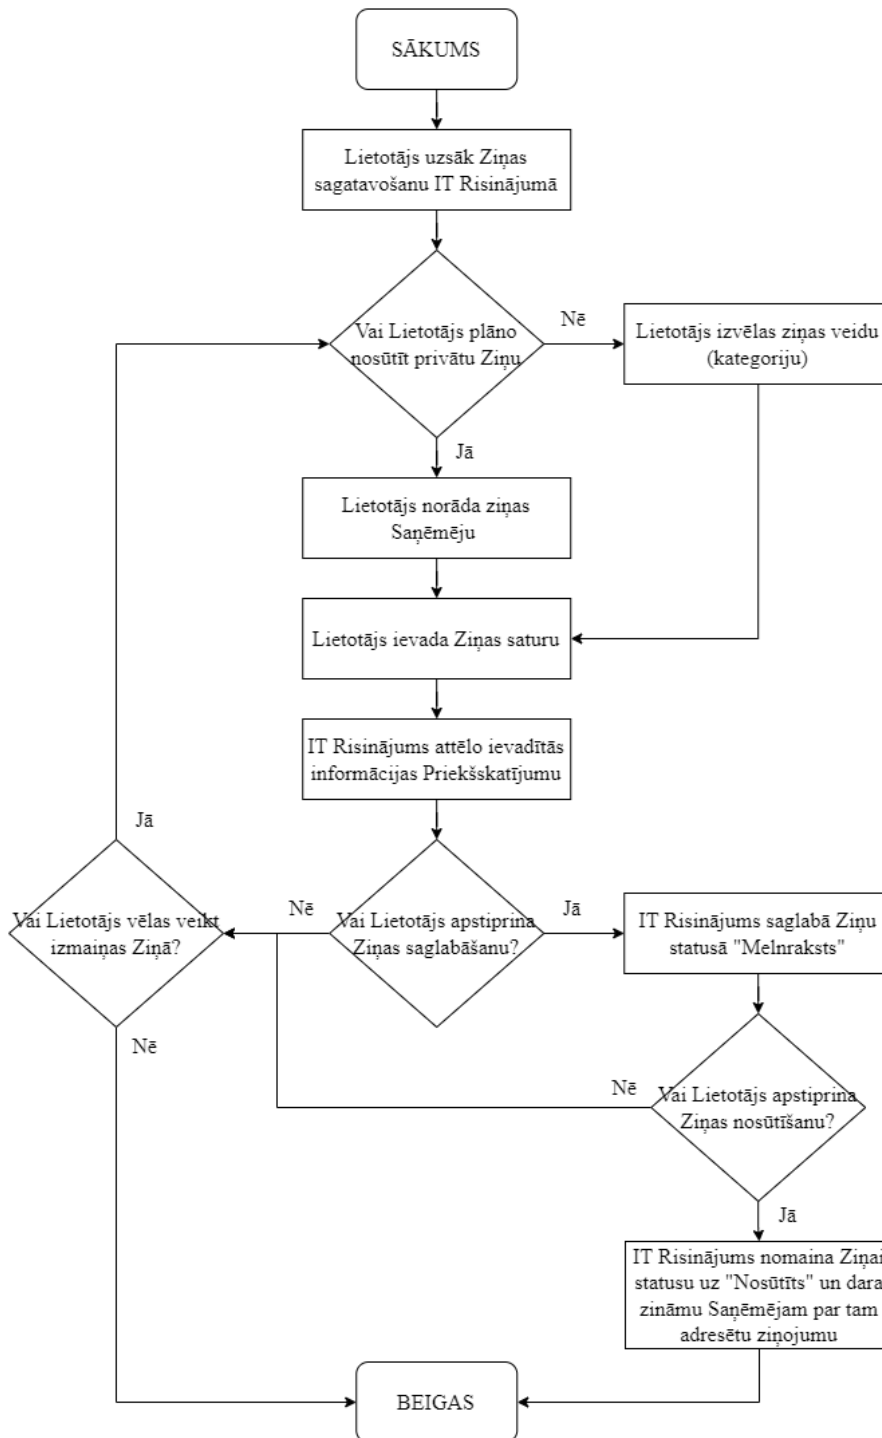 SĀKUMS
Lietotājs uzsāk Ziņas
sagatavošanu IT Risinājumā
Vai Lietotājs plāno
nosūtīt privātu Ziņu
Nē
Lietotājs izvēlas ziņas veidu
(kategoriju)
Jā
Lietotājs norāda ziņas
Saņēmēju
Lietotājs ievada Ziņas saturu
IT Risinājums attēlo ievadītās
informācijas Priekšskatījumu
Jā
Vai Lietotājs vēlas veikt
izmaiņas Ziņā?
Nē
Nē
Vai Lietotājs apstiprina
Ziņas saglabāšanu?
Jā
IT Risinājums saglabā Ziņu
statusā "Melnraksts"
Nē
Vai Lietotājs apstiprina
Ziņas nosūtīšanu?
Jā
IT Risinājums nomaina Ziņai
statusu uz "Nosūtīts" un dara
zināmu Saņēmējam par tam
adresētu ziņojumu
BEIGAS